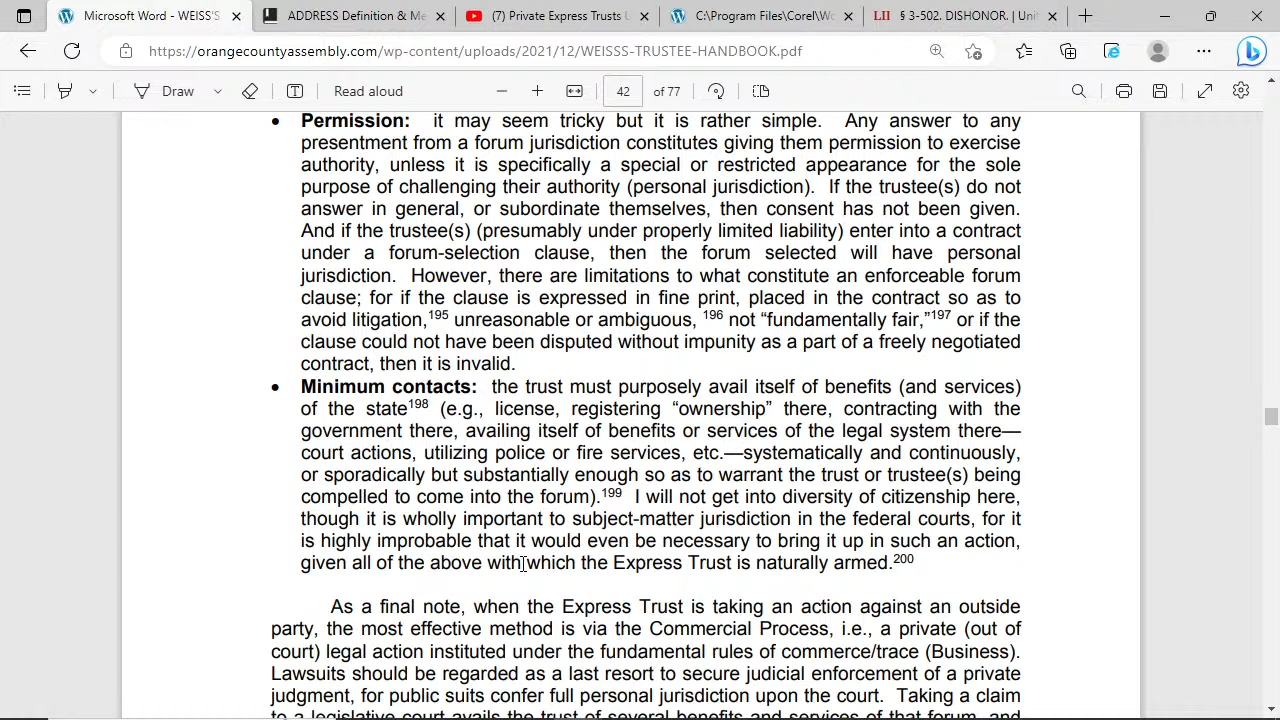 Microsoft Word - WEISS'S
ADDRESS Definition & Me
(7) Private Express Trusts U
C:\Program Files\Corel\Wo
LII § 3-502. DISHONOR. | Unif
https://orangecountyassembly.com/wp-content/uploads/2021/12/WEISSS-TRUSTEE-HANDBOOK.pdf
Draw
Read aloud
42 of 77
• Permission: it may seem tricky but it is rather simple. Any answer to any
presentment from a forum jurisdiction constitutes giving them permission to exercise
authority, unless it is specifically a special or restricted appearance for the sole
purpose of challenging their authority (personal jurisdiction). If the trustee(s) do not
answer in general, or subordinate themselves, then consent has not been given.
And if the trustee(s) (presumably under properly limited liability) enter into a contract
under a forum-selection clause, then the forum selected will have personal
jurisdiction. However, there are limitations to what constitute an enforceable forum
clause; for if the clause is expressed in fine print, placed in the contract so as to
avoid litigation,195 unreasonable or ambiguous, 196 not “fundamentally fair,”197 or if the
clause could not have been disputed without impunity as a part of a freely negotiated
contract, then it is invalid.
• Minimum contacts: the trust must purposely avail itself of benefits (and services)
of the state198 (e.g., license, registering “ownership” there, contracting with the
government there, availing itself of benefits or services of the legal system there—
court actions, utilizing police or fire services, etc.—systematically and continuously,
or sporadically but substantially enough so as to warrant the trust or trustee(s) being
compelled to come into the forum).199 I will not get into diversity of citizenship here,
though it is wholly important to subject-matter jurisdiction in the federal courts, for it
is highly improbable that it would even be necessary to bring it up in such an action,
given all of the above with which the Express Trust is naturally armed.200
As a final note, when the Express Trust is taking an action against an outside
party, the most effective method is via the Commercial Process, i.e., a private (out of
court) legal action instituted under the fundamental rules of commerce/trace (Business).
Lawsuits should be regarded as a last resort to secure judicial enforcement of a private
judgment, for public suits confer full personal jurisdiction upon the court. Taking a claim
to a legislative court avails the trust of several benefits and services of that forum, and